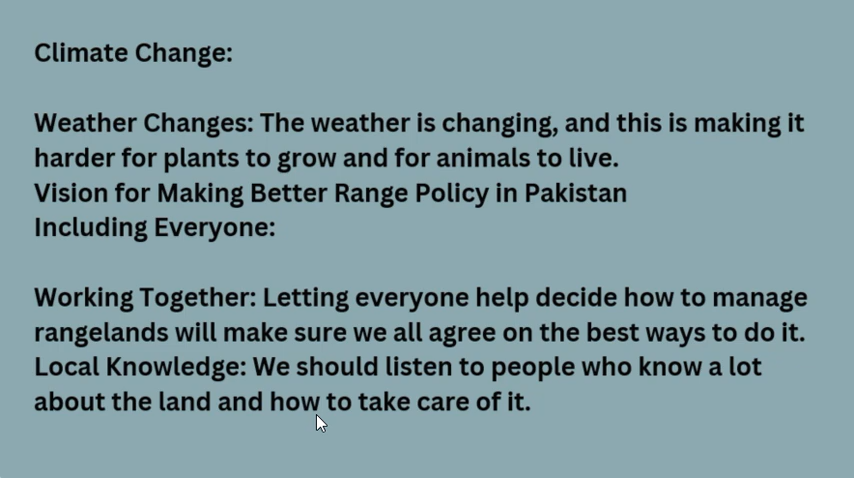 Climate Change:
Weather Changes: The weather is changing, and this is making it
harder for plants to grow and for animals to live.
Vision for Making Better Range Policy in Pakistan
Including Everyone:
Working Together: Letting everyone help decide how to manage
rangelands will make sure we all agree on the best ways to do it.
Local Knowledge: We should listen to people who know a lot
about the land and how to take care of it.